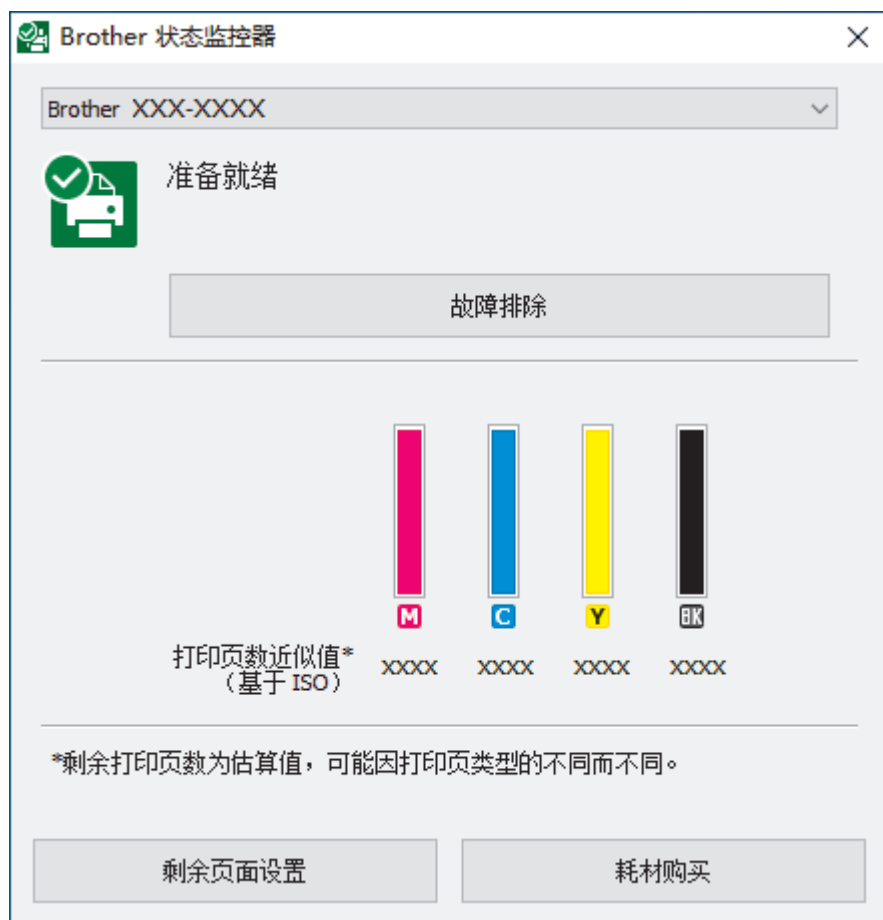 Brother 状态监控器
Brother XXX-XXXX
准备就绪
故障排除
M C Y BK
打印页数近似值*
（基于 ISO） XXXX XXXX XXXX XXXX
*剩余打印页数为估算值，可能因打印页类型的不同而不同。
剩余页面设置 耗材购买